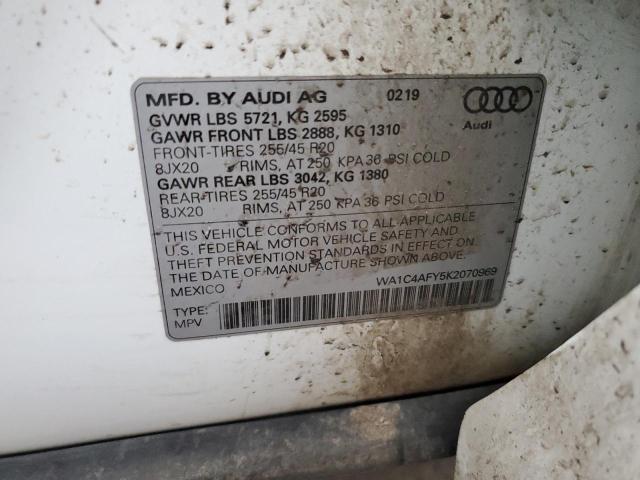 MFD. BY AUDI AG 0219
GVWR LBS 5721, KG 2595
GAWR FRONT LBS 2888, KG 1310
FRONT-TIRES 255/45 R20
8JX20 RIMS, AT 250 KPA 36 PSI COLD
GAWR REAR LBS 3042, KG 1380
REAR-TIRES 255/45 R20
8JX20 RIMS, AT 250 KPA 36 PSI COLD
Audi
THIS VEHICLE CONFORMS TO ALL APPLICABLE
U.S. FEDERAL MOTOR VEHICLE SAFETY AND
THEFT PREVENTION STANDARDS IN EFFECT ON
THE DATE OF MANUFACTURE SHOWN ABOVE.
MEXICO WA1C4AFY5K2070969
TYPE:
MPV